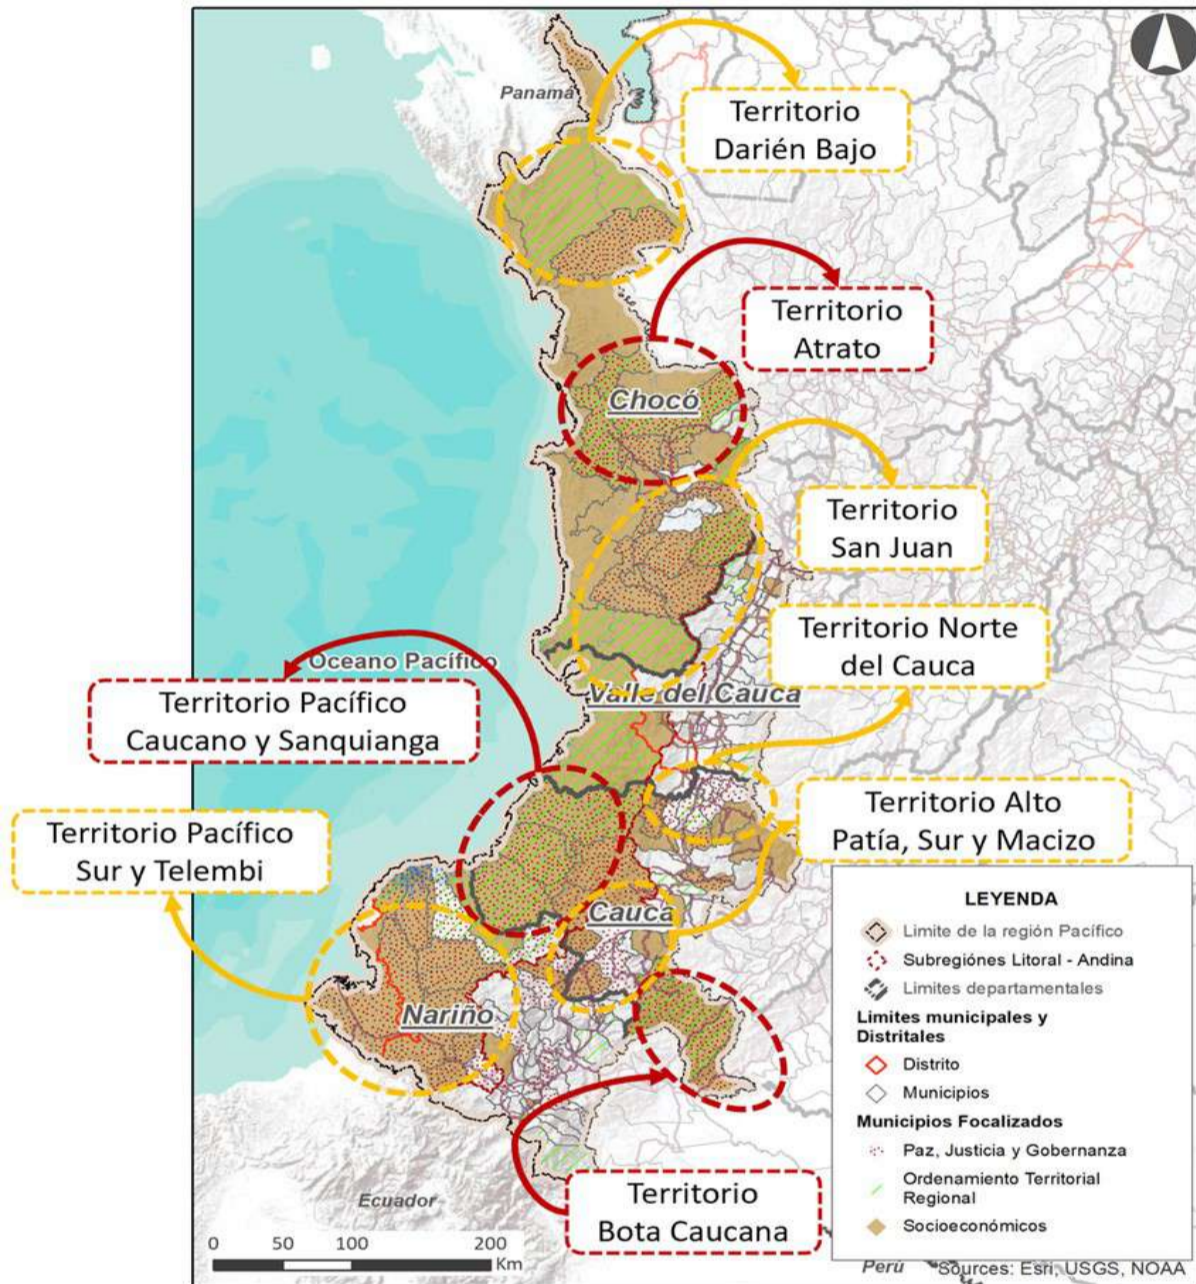 Panamá
Territorio
Darién Bajo
Territorio
Atrato
Chocó
Territorio
San Juan
Territorio Norte
del Cauca
Oceano Pacífico
Valle del Cauca
Territorio Pacífico
Caucano y Sanquianga
Territorio Alto
Patía, Sur y Macizo
Territorio Pacífico
Sur y Telembi
Cauca
Nariño
LEYENDA
Limite de la región Pacífico
Subregiónes Litoral - Andina
Limites departamentales
Limites municipales y
Distritales
Distrito
Municipios
Municipios Focalizados
Paz, Justicia y Gobernanza
Ordenamiento Territorial
Regional
Socioeconómicos
Territorio
Bota Caucana
Ecuador
0 50 100 200
Km
Perú
Sources: Esri, USGS, NOAA